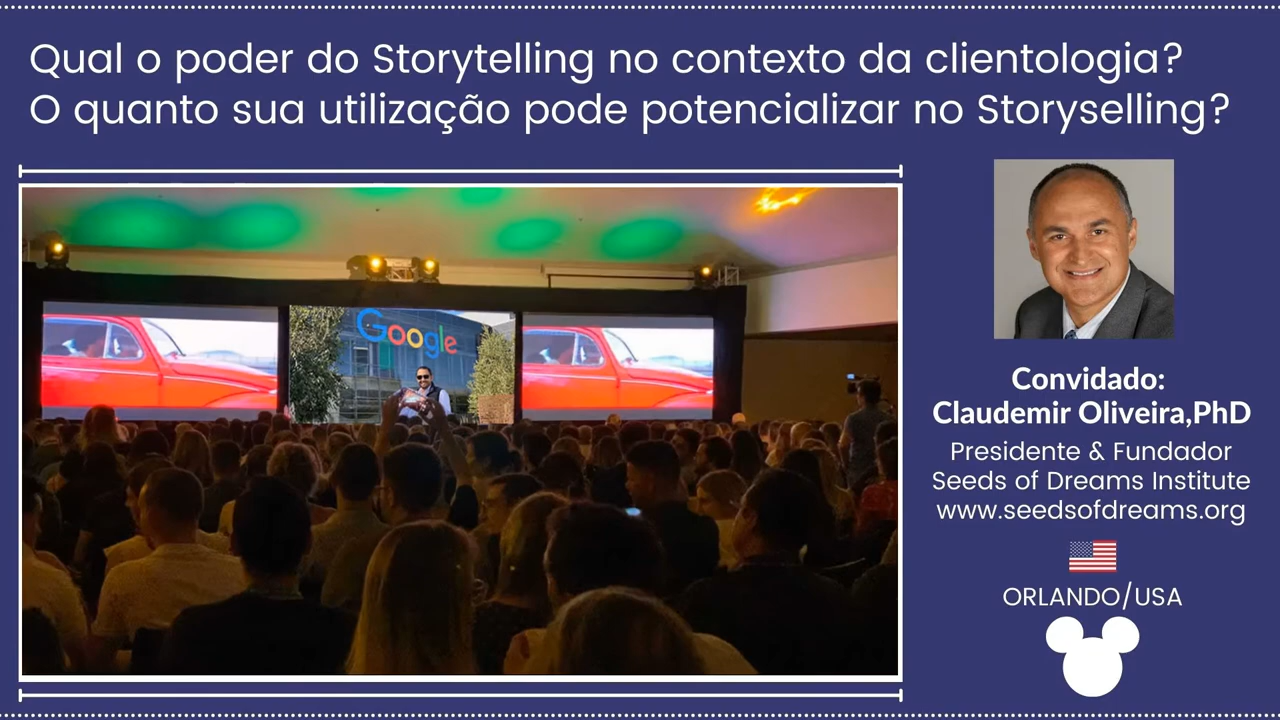 Qual o poder do Storytelling no contexto da clientologia?
O quanto sua utilização pode potencializar no Storyselling?
Google
Convidado:
Claudemir Oliveira,PhD
Presidente & Fundador
Seeds of Dreams Institute
www.seedsofdreams.org
ORLANDO/USA